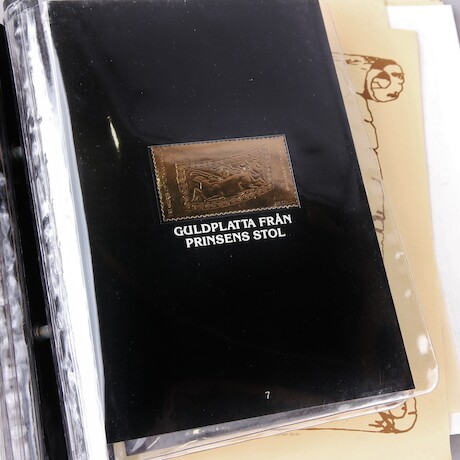 GULDPLATTA FRÅN
PRINSENS STOL
7